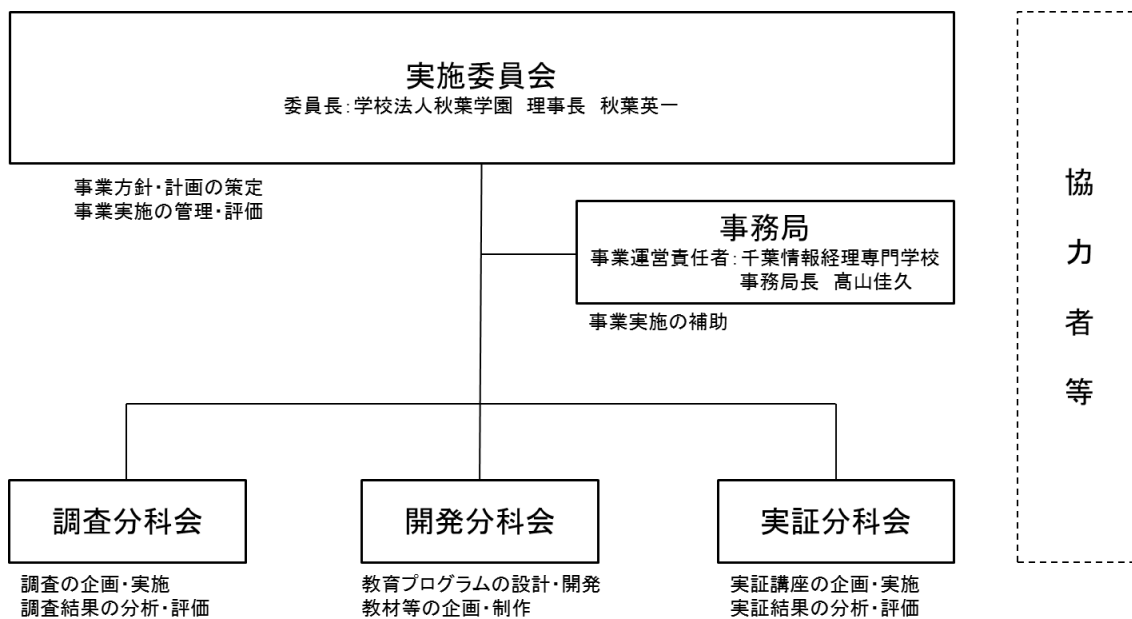 実施委員会
委員長:学校法人秋葉学園 理事長 秋葉英一
事業方針・計画の策定
事業実施の管理・評価
事務局
事業運営責任者:千葉情報経理専門学校
事務局長 髙山佳久
事業実施の補助
調査分科会
調査の企画・実施
調査結果の分析・評価
開発分科会
教育プログラムの設計・開発
教材等の企画・制作
実証分科会
実証講座の企画・実施
実証結果の分析・評価
協力者等